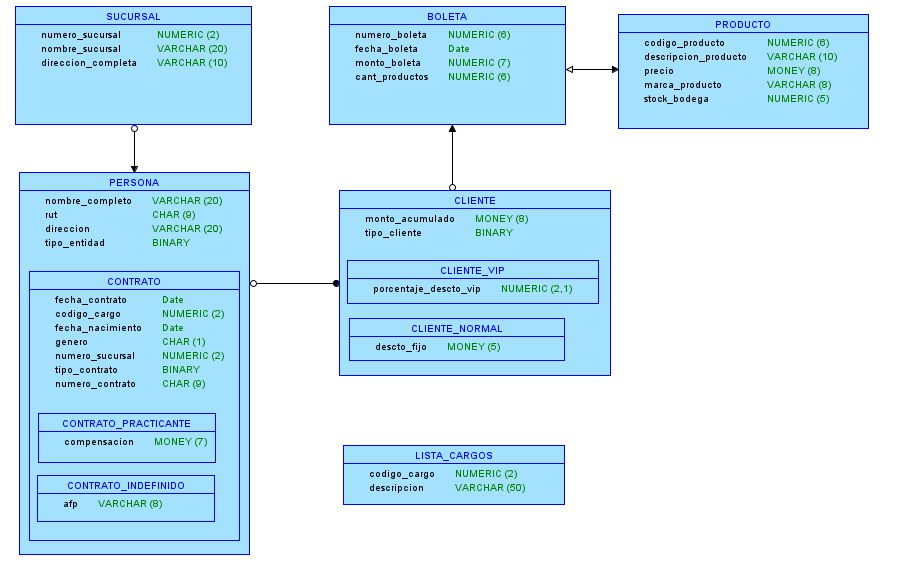 SUCURSAL
numero_sucursal NUMERIC (2)
nombre_sucursal VARCHAR (20)
direccion_completa VARCHAR (10)
BOLETA
numero_boleta NUMERIC (6)
fecha_boleta Date
monto_boleta NUMERIC (7)
cant_productos NUMERIC (6)
PRODUCTO
codigo_producto NUMERIC (6)
descripcion_producto VARCHAR (10)
precio MONEY (8)
marca_producto VARCHAR (8)
stock_bodega NUMERIC (5)
PERSONA
nombre_completo VARCHAR (20)
rut CHAR (9)
direccion VARCHAR (20)
tipo_entidad BINARY
CONTRATO
fecha_contrato Date
codigo_cargo NUMERIC (2)
fecha_nacimiento Date
genero CHAR (1)
numero_sucursal NUMERIC (2)
tipo_contrato BINARY
numero_contrato CHAR (9)
CONTRATO_PRACTICANTE
compensacion MONEY (7)
CONTRATO_INDEFINIDO
afp VARCHAR (8)
CLIENTE
monto_acumulado MONEY (8)
tipo_cliente BINARY
CLIENTE_VIP
porcentaje_descto_vip NUMERIC (2,1)
CLIENTE_NORMAL
descto_fijo MONEY (5)
LISTA_CARGOS
codigo_cargo NUMERIC (2)
descripcion VARCHAR (50)